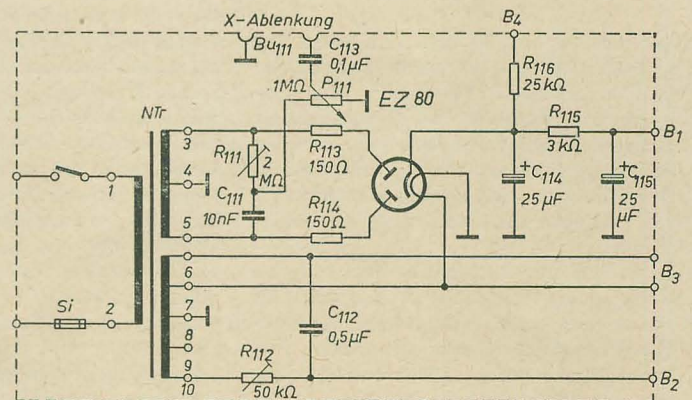 X-Ablenkung
B4
Bu111
C113
0,1µF
R116
25kΩ
1MΩ
P111
EZ 80
NTr
R115
3kΩ
B1
3
R111
2
MΩ
R113
150Ω
4
1
C111
10nF
R114
150Ω
+C114
25µF
+C115
25
µF
5
6
B3
7
Si
2
C112
0,5µF
8
9
R112
50kΩ
10
B2